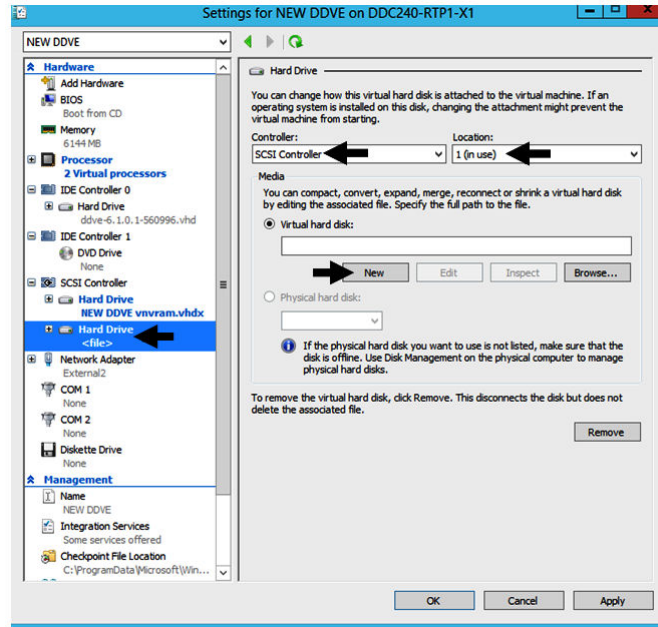 Settings for NEW DDVE on DDC240-RTP1-X1
NEW DDVE
Hardware
Add Hardware
BIOS
Boot from CD
Memory
6144 MB
Processor
2 Virtual processors
IDE Controller 0
Hard Drive
ddve-6.1.0.1-560996.vhd
IDE Controller 1
DVD Drive
None
SCSI Controller
Hard Drive
NEW DDVE vnvram.vhdx
Hard Drive
<file>
Network Adapter
External2
COM 1
None
COM 2
None
Diskette Drive
None
Management
Name
NEW DDVE
Integration Services
Some services offered
Checkpoint File Location
C:\ProgramData\Microsoft\Win...
Hard Drive
You can change how this virtual hard disk is attached to the virtual machine. If an
operating system is installed on this disk, changing the attachment might prevent the
virtual machine from starting.
Controller: Location:
SCSI Controller 1 (in use)
Media
You can compact, convert, expand, merge, reconnect or shrink a virtual hard disk
by editing the associated file. Specify the full path to the file.
Virtual hard disk:
New Edit Inspect Browse...
Physical hard disk:
If the physical hard disk you want to use is not listed, make sure that the
disk is offline. Use Disk Management on the physical computer to manage
physical hard disks.
To remove the virtual hard disk, click Remove. This disconnects the disk but does not
delete the associated file.
Remove
OK Cancel Apply